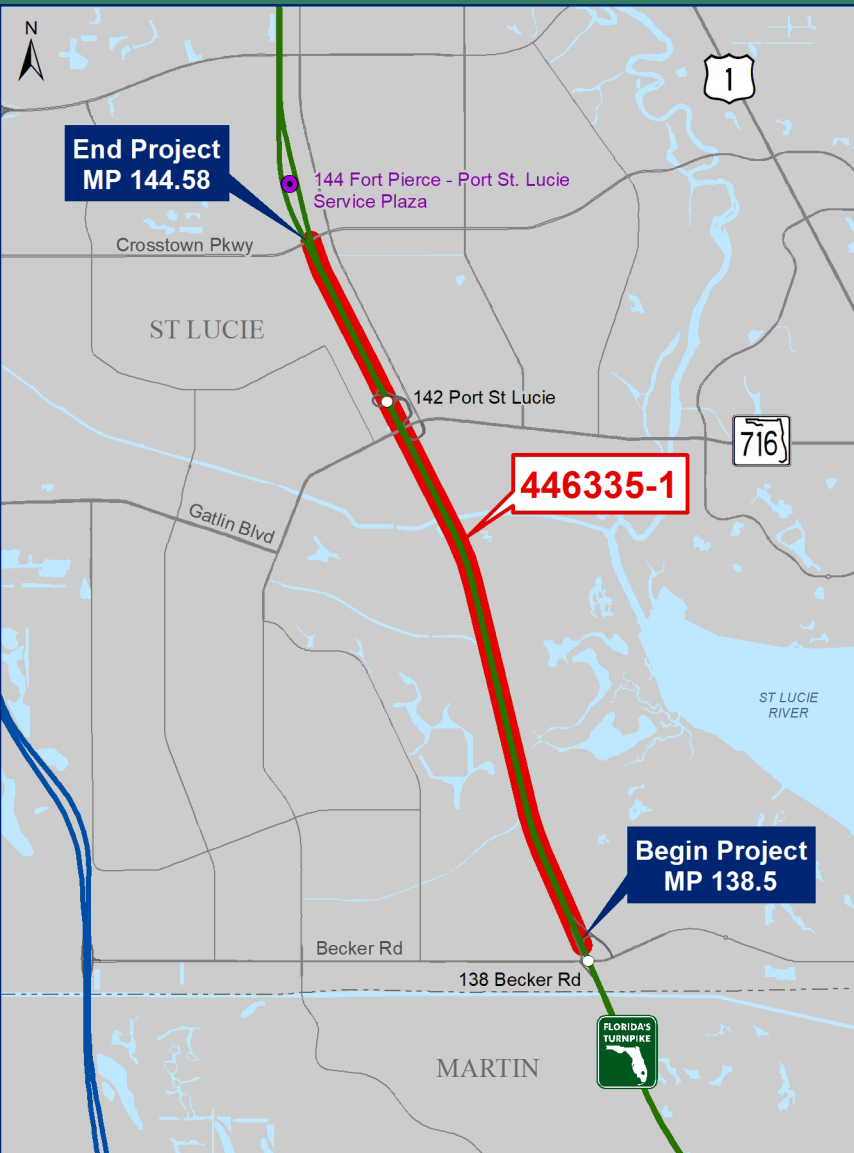 N
1
End Project
MP 144.58
144 Fort Pierce - Port St. Lucie
Service Plaza
Crosstown Pkwy
ST LUCIE
142 Port St Lucie
716
446335-1
Gatlin Blvd
ST LUCIE
RIVER
Begin Project
MP 138.5
Becker Rd
138 Becker Rd
FLORIDA'S
TURNPIKE
MARTIN